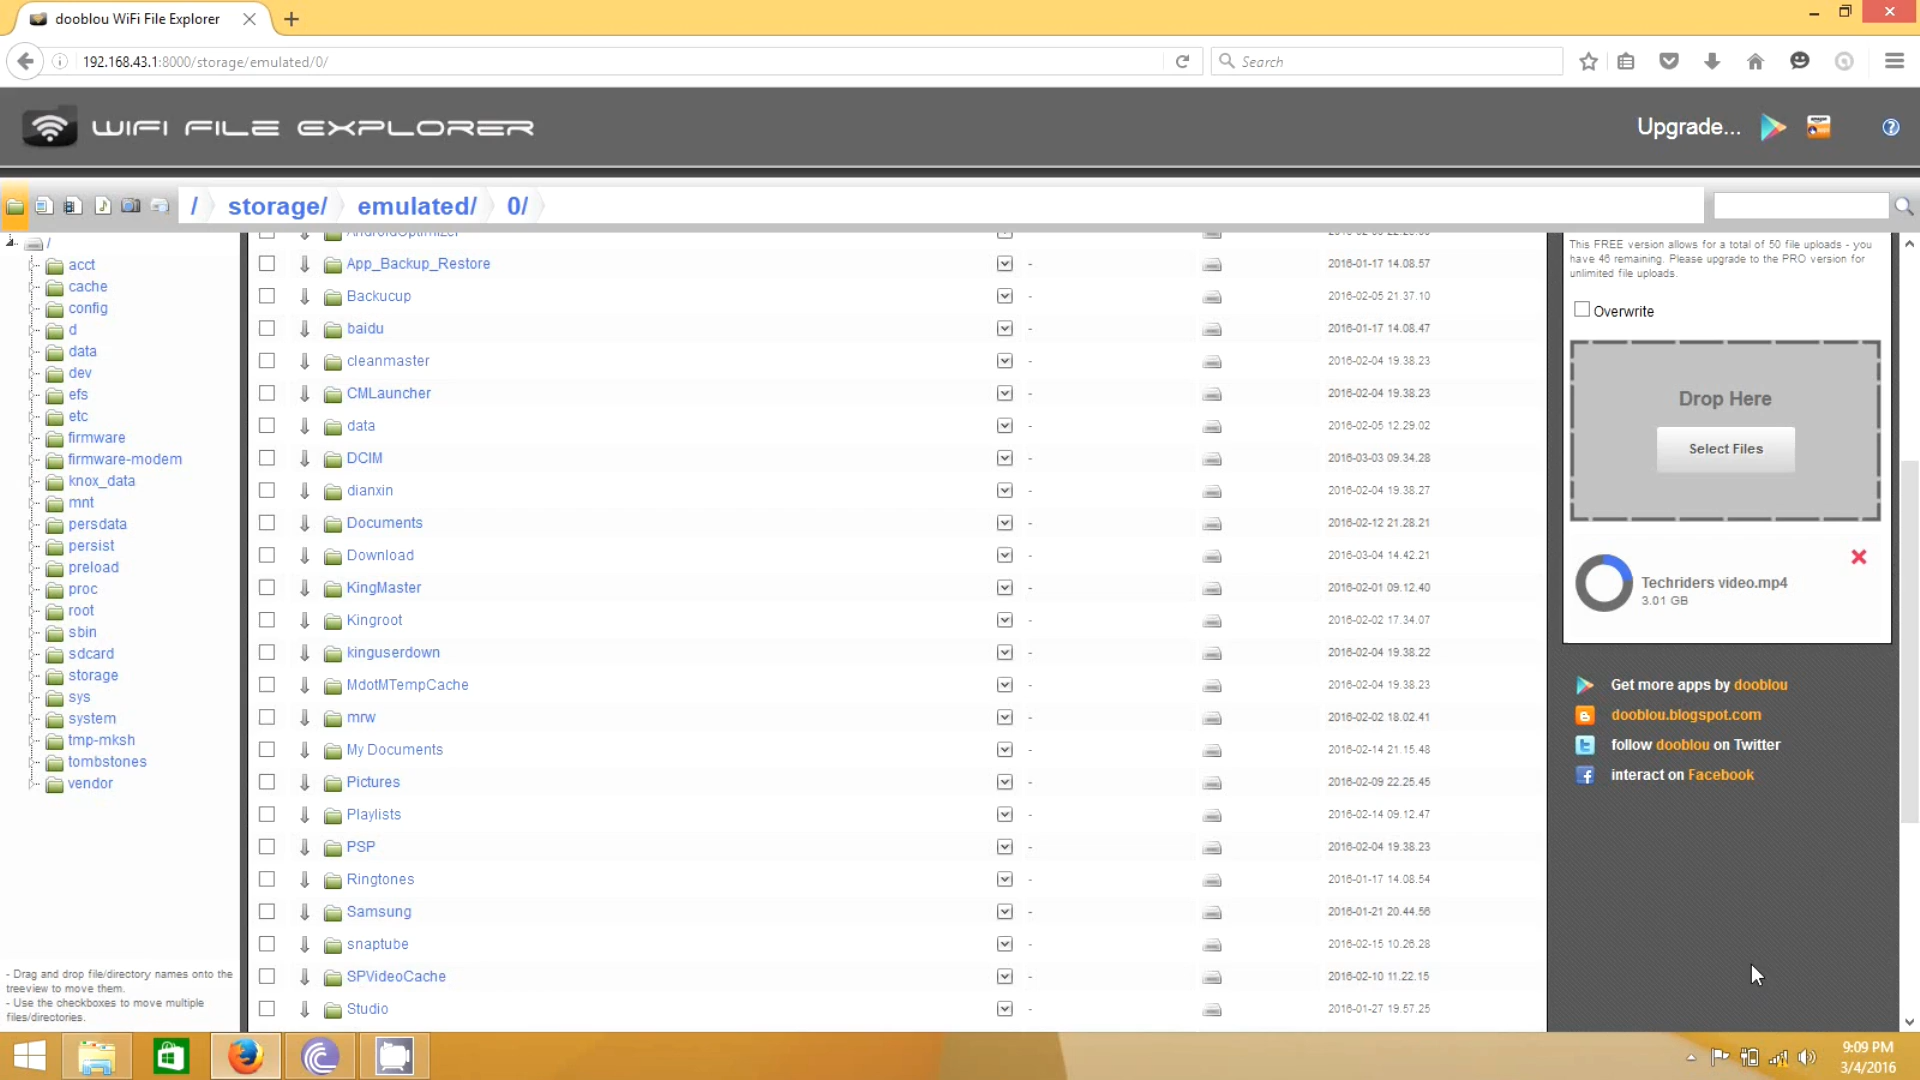 dooblou WiFi File Explorer
192.168.43.1:8000/storage/emulated/0/
Search
WIFI FILE EXPLORER
Upgrade...
/ storage/ emulated/ 0/
/
acct
cache
config
d
data
dev
efs
etc
firmware
firmware-modem
knox_data
mnt
persdata
persist
preload
proc
root
sbin
sdcard
storage
sys
system
tmp-mksh
tombstones
vendor
- Drag and drop file/directory names onto the
treeview to move them.
- Use the checkboxes to move multiple
files/directories.
AndroidOptimizer
App_Backup_Restore - 2016-01-17 14.08.57
Backucup - 2016-02-05 21.37.10
baidu - 2016-01-17 14.08.47
cleanmaster - 2016-02-04 19.38.23
CMLauncher - 2016-02-04 19.38.23
data - 2016-02-05 12.29.02
DCIM - 2016-03-03 09.34.28
dianxin - 2016-02-04 19.38.27
Documents - 2016-02-12 21.28.21
Download - 2016-03-04 14.42.21
KingMaster - 2016-02-01 09.12.40
Kingroot - 2016-02-02 17.34.07
kinguserdown - 2016-02-04 19.38.22
MdotMTempCache - 2016-02-04 19.38.23
mrw - 2016-02-02 18.02.41
My Documents - 2016-02-14 21.15.48
Pictures - 2016-02-09 22.25.45
Playlists - 2016-02-14 09.12.47
PSP - 2016-02-04 19.38.23
Ringtones - 2016-01-17 14.08.54
Samsung - 2016-01-21 20.44.56
snaptube - 2016-02-15 10.26.28
SPVideoCache - 2016-02-10 11.22.15
Studio - 2016-01-27 19.57.25
This FREE version allows for a total of 50 file uploads - you
have 46 remaining. Please upgrade to the PRO version for
unlimited file uploads.
Overwrite
Drop Here
Select Files
Techriders video.mp4
3.01 GB
Get more apps by dooblou
dooblou.blogspot.com
follow dooblou on Twitter
interact on Facebook
9:09 PM
3/4/2016